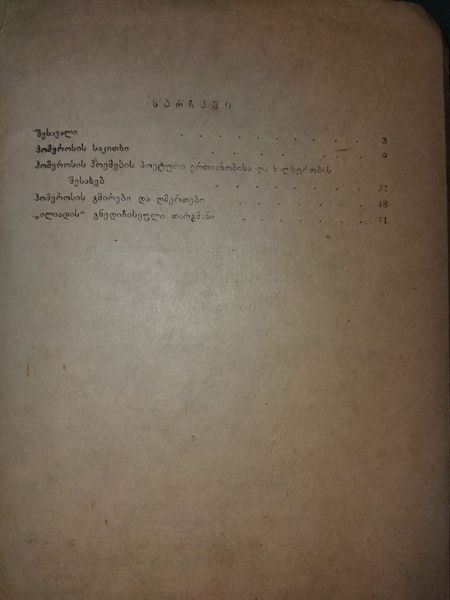 სარჩევი
შესავალი . . . . . . . . . . 3
ჰომეროსის საკითხი . . . . . . . . 9
ჰომეროსის პოემების პოეტური ერთიანობისა და ხალხურობის
შესახებ . . . . . . . . . . 22
ჰომეროსის გმირები და ღმერთები . . . . . . 48
„ილიადის“ გნედიჩისეული თარგმანი . . . . . . 71